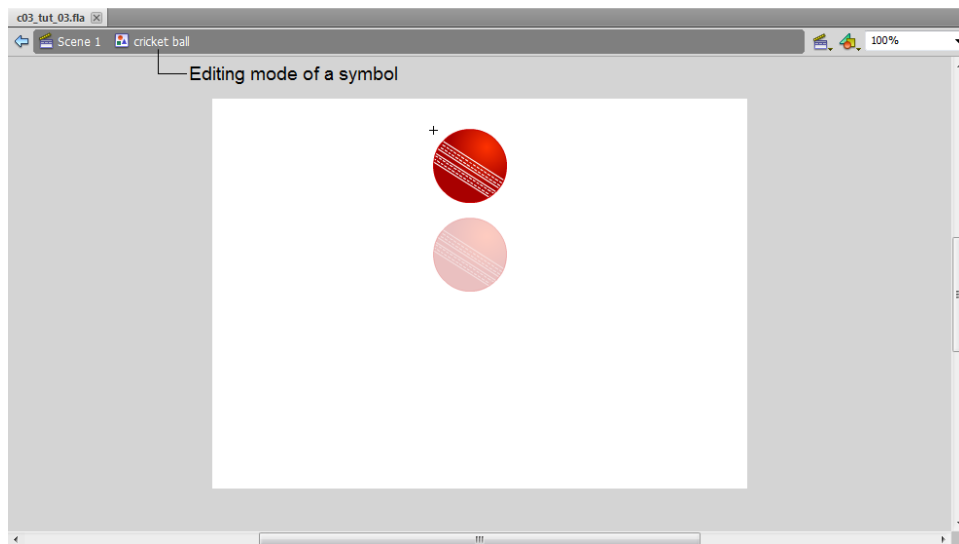 c03_tut_03.fla
Scene 1 cricket ball 100%
Editing mode of a symbol